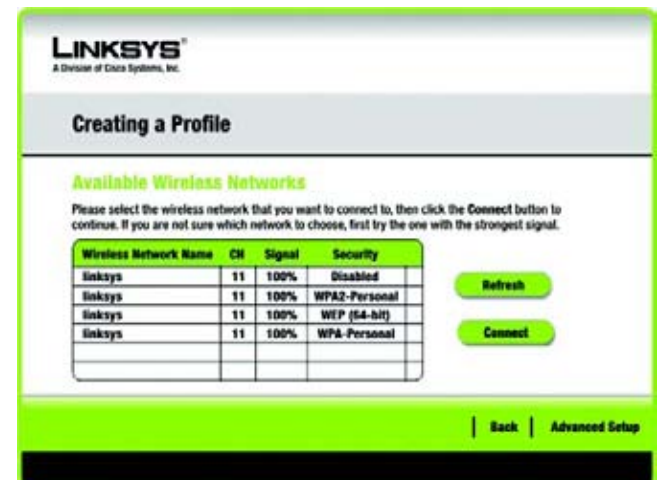 LINKSYS®
A Division of Cisco Systems, Inc.
Creating a Profile
Available Wireless Networks
Please select the wireless network that you want to connect to, then click the Connect button to
continue. If you are not sure which network to choose, first try the one with the strongest signal.
Wireless Network Name CH Signal Security
linksys 11 100% Disabled
linksys 11 100% WPA2-Personal
linksys 11 100% WEP (64-bit)
linksys 11 100% WPA-Personal
Refresh
Connect
Back Advanced Setup